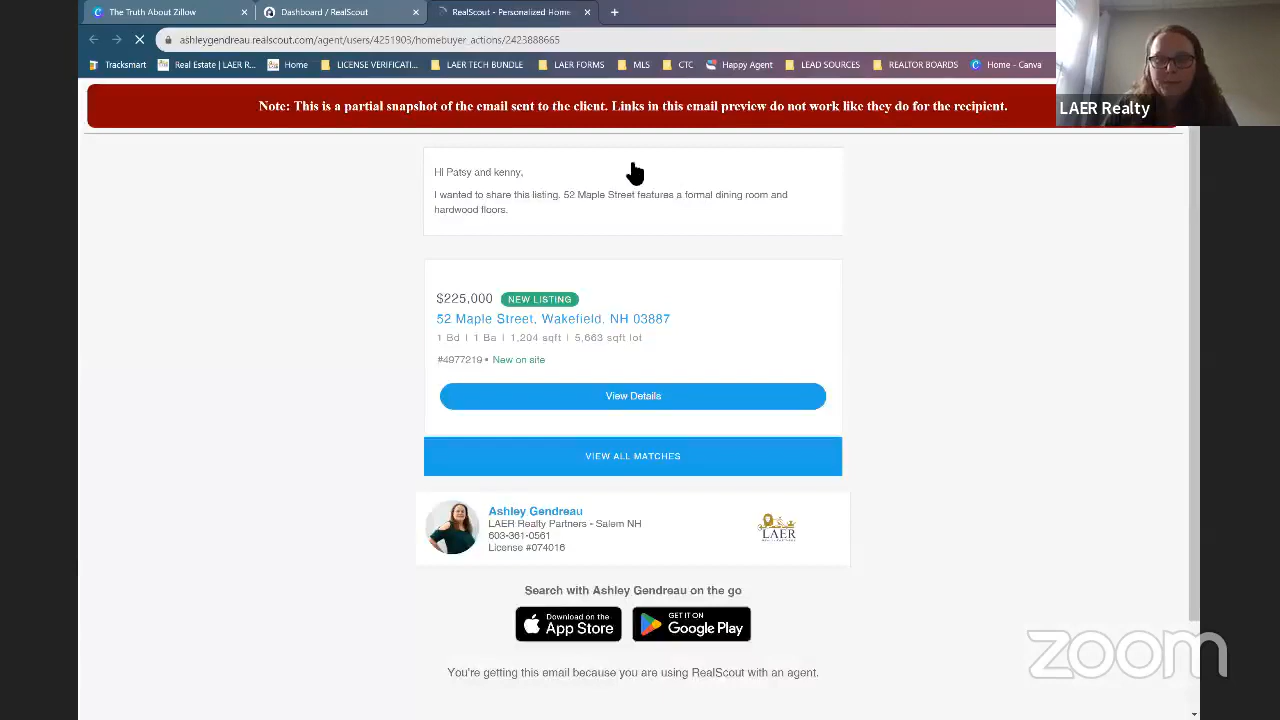 The Truth About Zillow
Dashboard / RealScout
RealScout - Personalized Home
ashleygendreau.realscout.com/agent/users/4251903/homebuyer_actions/2423888665
Tracksmart
Real Estate | LAER R...
Home
LICENSE VERIFICATI...
LAER TECH BUNDLE
LAER FORMS
MLS
CTC
Happy Agent
LEAD SOURCES
REALTOR BOARDS
Home - Canva
Note: This is a partial snapshot of the email sent to the client. Links in this email preview do not work like they do for the recipient.
LAER Realty
Hi Patsy and kenny,
I wanted to share this listing. 52 Maple Street features a formal dining room and
hardwood floors.
$225,000 NEW LISTING
52 Maple Street, Wakefield, NH 03887
1 Bd | 1 Ba | 1,204 sqft | 5,663 sqft lot
#4977219 • New on site
View Details
VIEW ALL MATCHES
Ashley Gendreau
LAER Realty Partners - Salem NH
603-361-0561
License #074016
LAER
Search with Ashley Gendreau on the go
Download on the
App Store
GET IT ON
Google Play
You're getting this email because you are using RealScout with an agent.
zoom